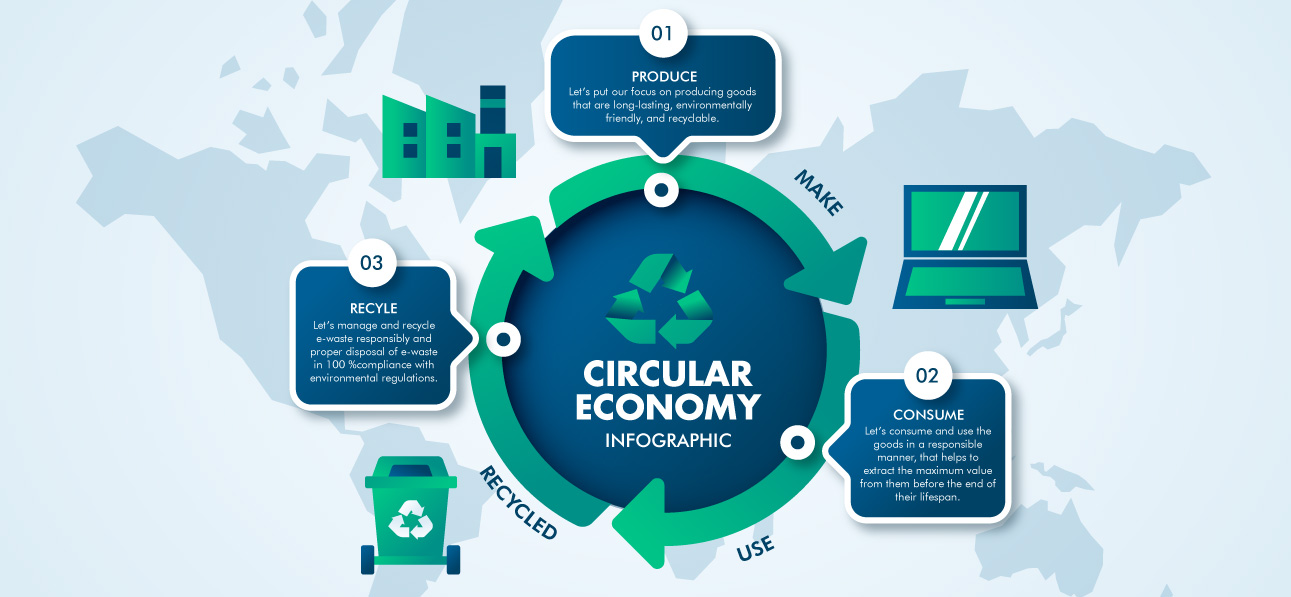 01
PRODUCE
Let's put our focus on producing goods
that are long-lasting, environmentally
friendly, and recyclable.
MAKE
03
RECYLE
Let's manage and recycle
e-waste responsibly and
proper disposal of e-waste
in 100 %compliance with
environmental regulations.
CIRCULAR
ECONOMY
INFOGRAPHIC
02
CONSUME
Let's consume and use the
goods in a responsible
manner, that helps to
extract the maximum value
from them before the end of
their lifespan.
RECYCLED
USE